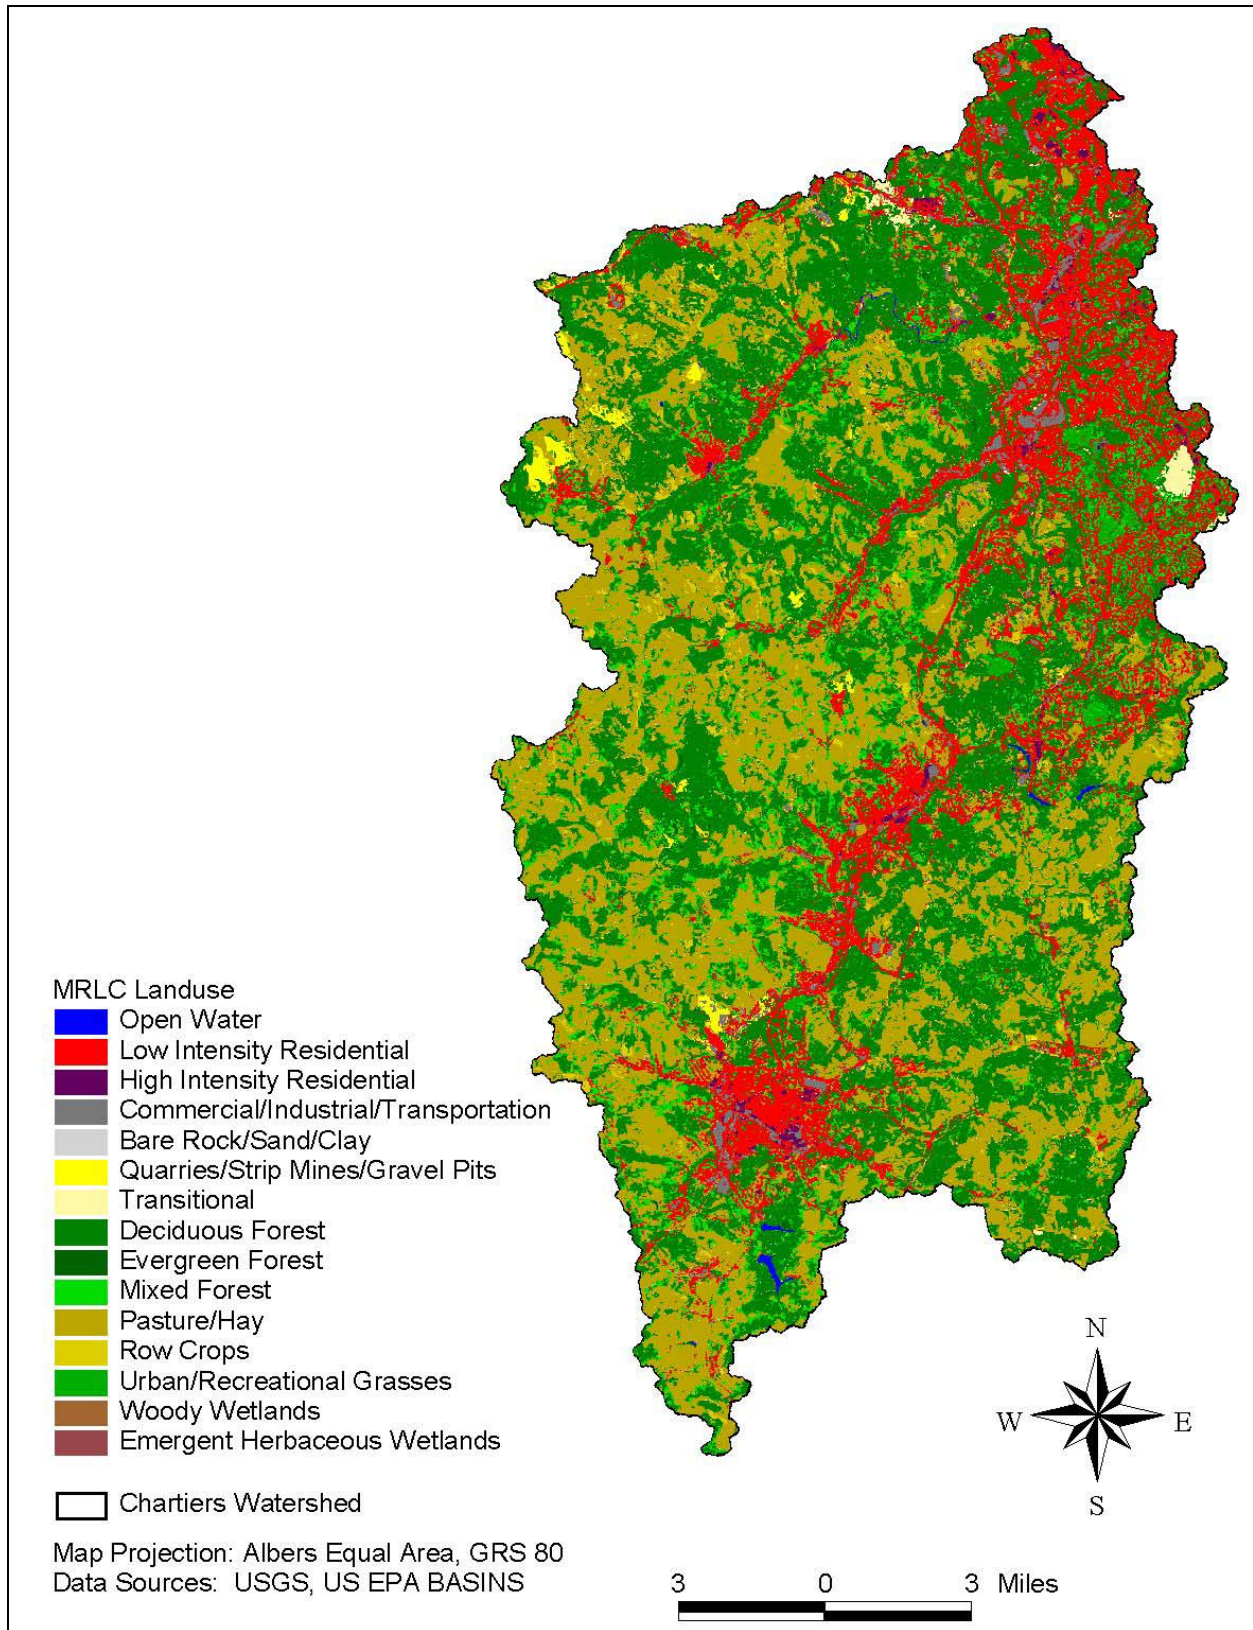 MRLC Landuse
Open Water
Low Intensity Residential
High Intensity Residential
Commercial/Industrial/Transportation
Bare Rock/Sand/Clay
Quarries/Strip Mines/Gravel Pits
Transitional
Deciduous Forest
Evergreen Forest
Mixed Forest
Pasture/Hay
Row Crops
Urban/Recreational Grasses
Woody Wetlands
Emergent Herbaceous Wetlands
Chartiers Watershed
Map Projection: Albers Equal Area, GRS 80
Data Sources: USGS, US EPA BASINS
N
W E
S
3 0 3 Miles